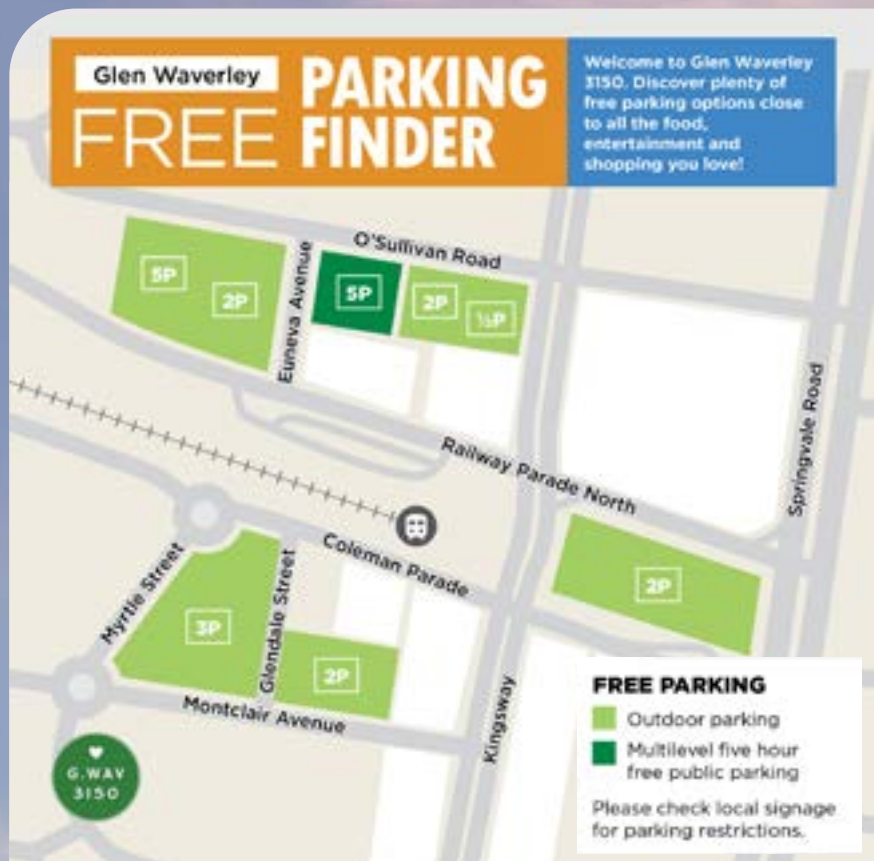 Glen Waverley
FREE
PARKING
FINDER
Welcome to Glen Waverley
3150. Discover plenty of
free parking options close
to all the food,
entertainment and
shopping you love!
O'Sullivan Road
5P
2P
Euneva Avenue
5P
2P
½P
Railway Parade North
Springvale Road
Coleman Parade
2P
Myrtle Street
3P
Glendale Street
2P
Montclair Avenue
Kingsway
G.WAV
3150
FREE PARKING
Outdoor parking
Multilevel five hour
free public parking
Please check local signage
for parking restrictions.